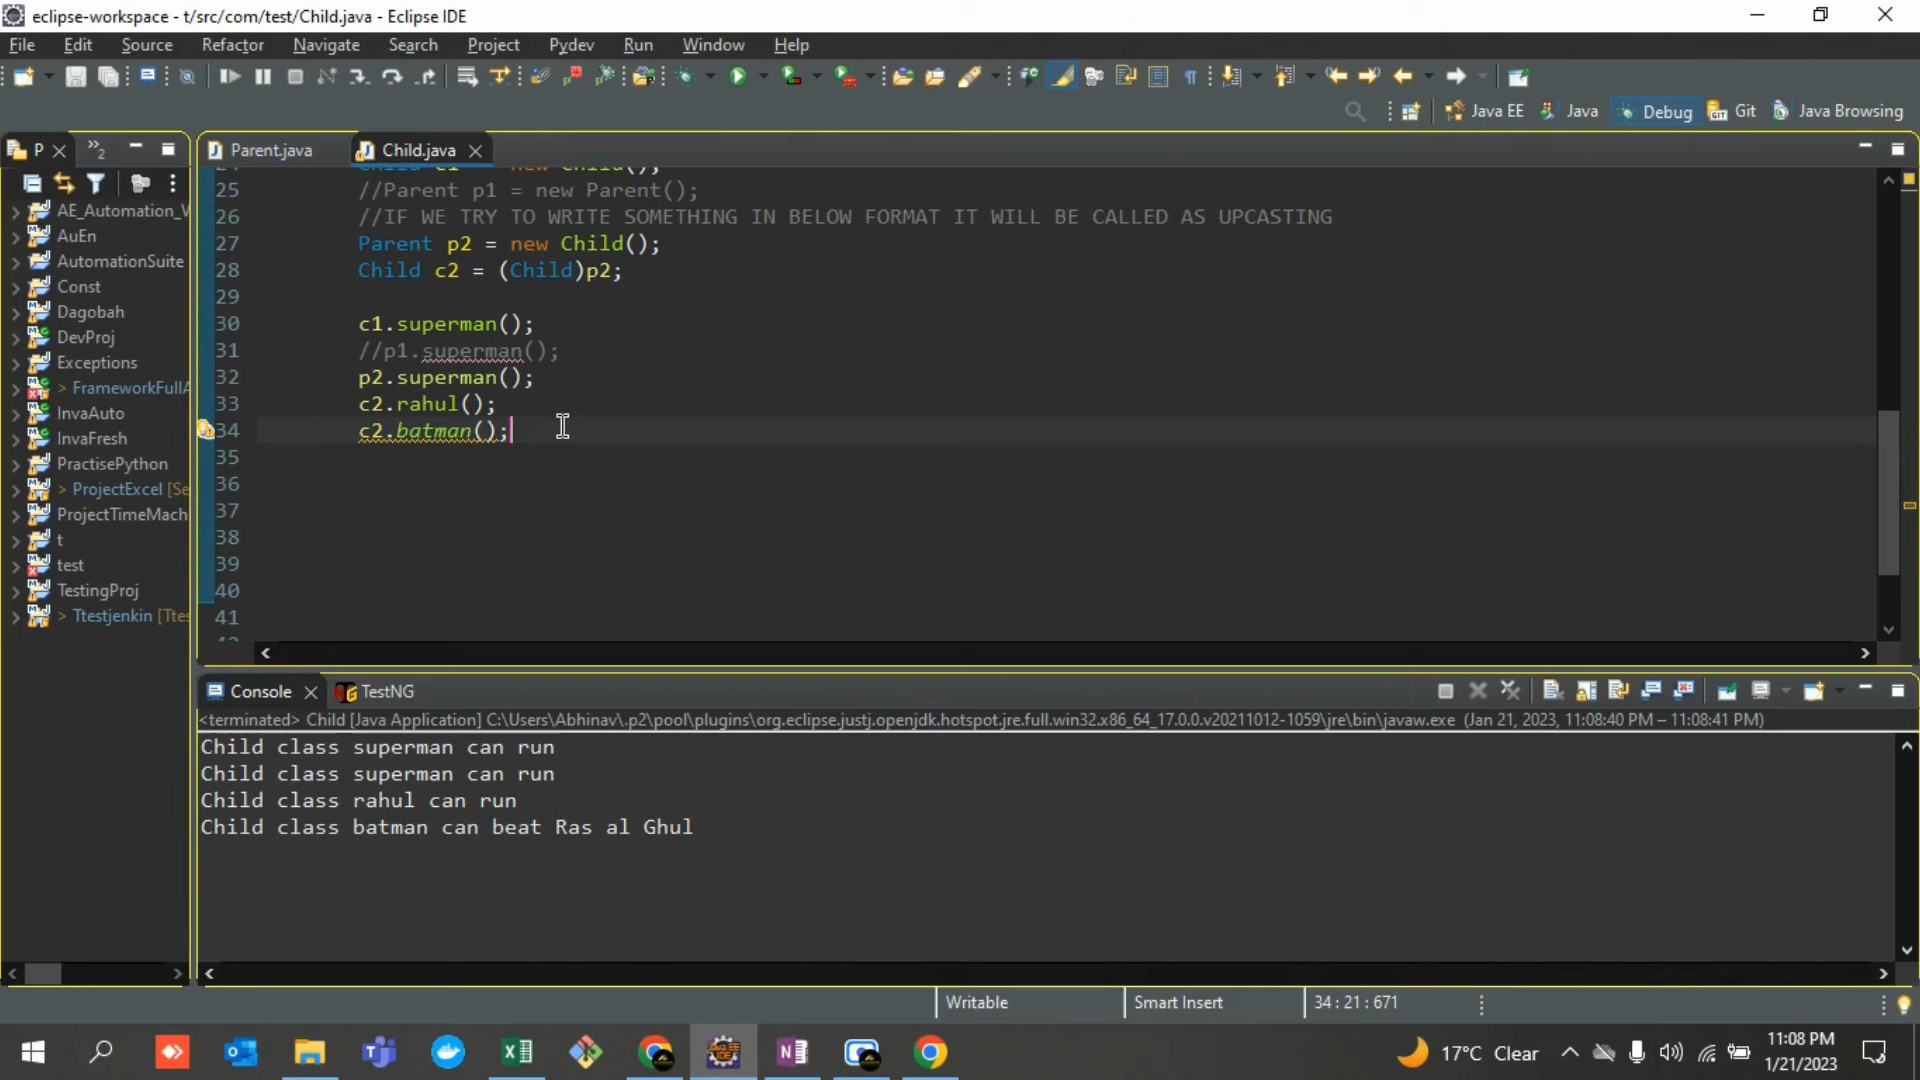 eclipse-workspace - t/src/com/test/Child.java - Eclipse IDE
File Edit Source Refactor Navigate Search Project Pydev Run Window Help
Java EE Java Debug Git Java Browsing
P 2 Parent.java Child.java
AE_Automation_V
AuEn
AutomationSuite
Const
Dagobah
DevProj
Exceptions
> FrameworkFullA
InvaAuto
InvaFresh
PractisePython
> ProjectExcel [Se
ProjectTimeMach
t
test
TestingProj
> Ttestjenkin [Ttes
25 //Parent p1 = new Parent();
26 //IF WE TRY TO WRITE SOMETHING IN BELOW FORMAT IT WILL BE CALLED AS UPCASTING
27 Parent p2 = new Child();
28 Child c2 = (Child)p2;
29
30 c1.superman();
31 //p1.superman();
32 p2.superman();
33 c2.rahul();
34 c2.batman();
35
36
37
38
39
40
41
Console TestNG
<terminated> Child [Java Application] C:\Users\Abhinav\.p2\pool\plugins\org.eclipse.justj.openjdk.hotspot.jre.full.win32.x86_64_17.0.0.v20211012-1059\jre\bin\javaw.exe (Jan 21, 2023, 11:08:40 PM – 11:08:41 PM)
Child class superman can run
Child class superman can run
Child class rahul can run
Child class batman can beat Ras al Ghul
Writable Smart Insert 34 : 21 : 671
17°C Clear 11:08 PM
1/21/2023